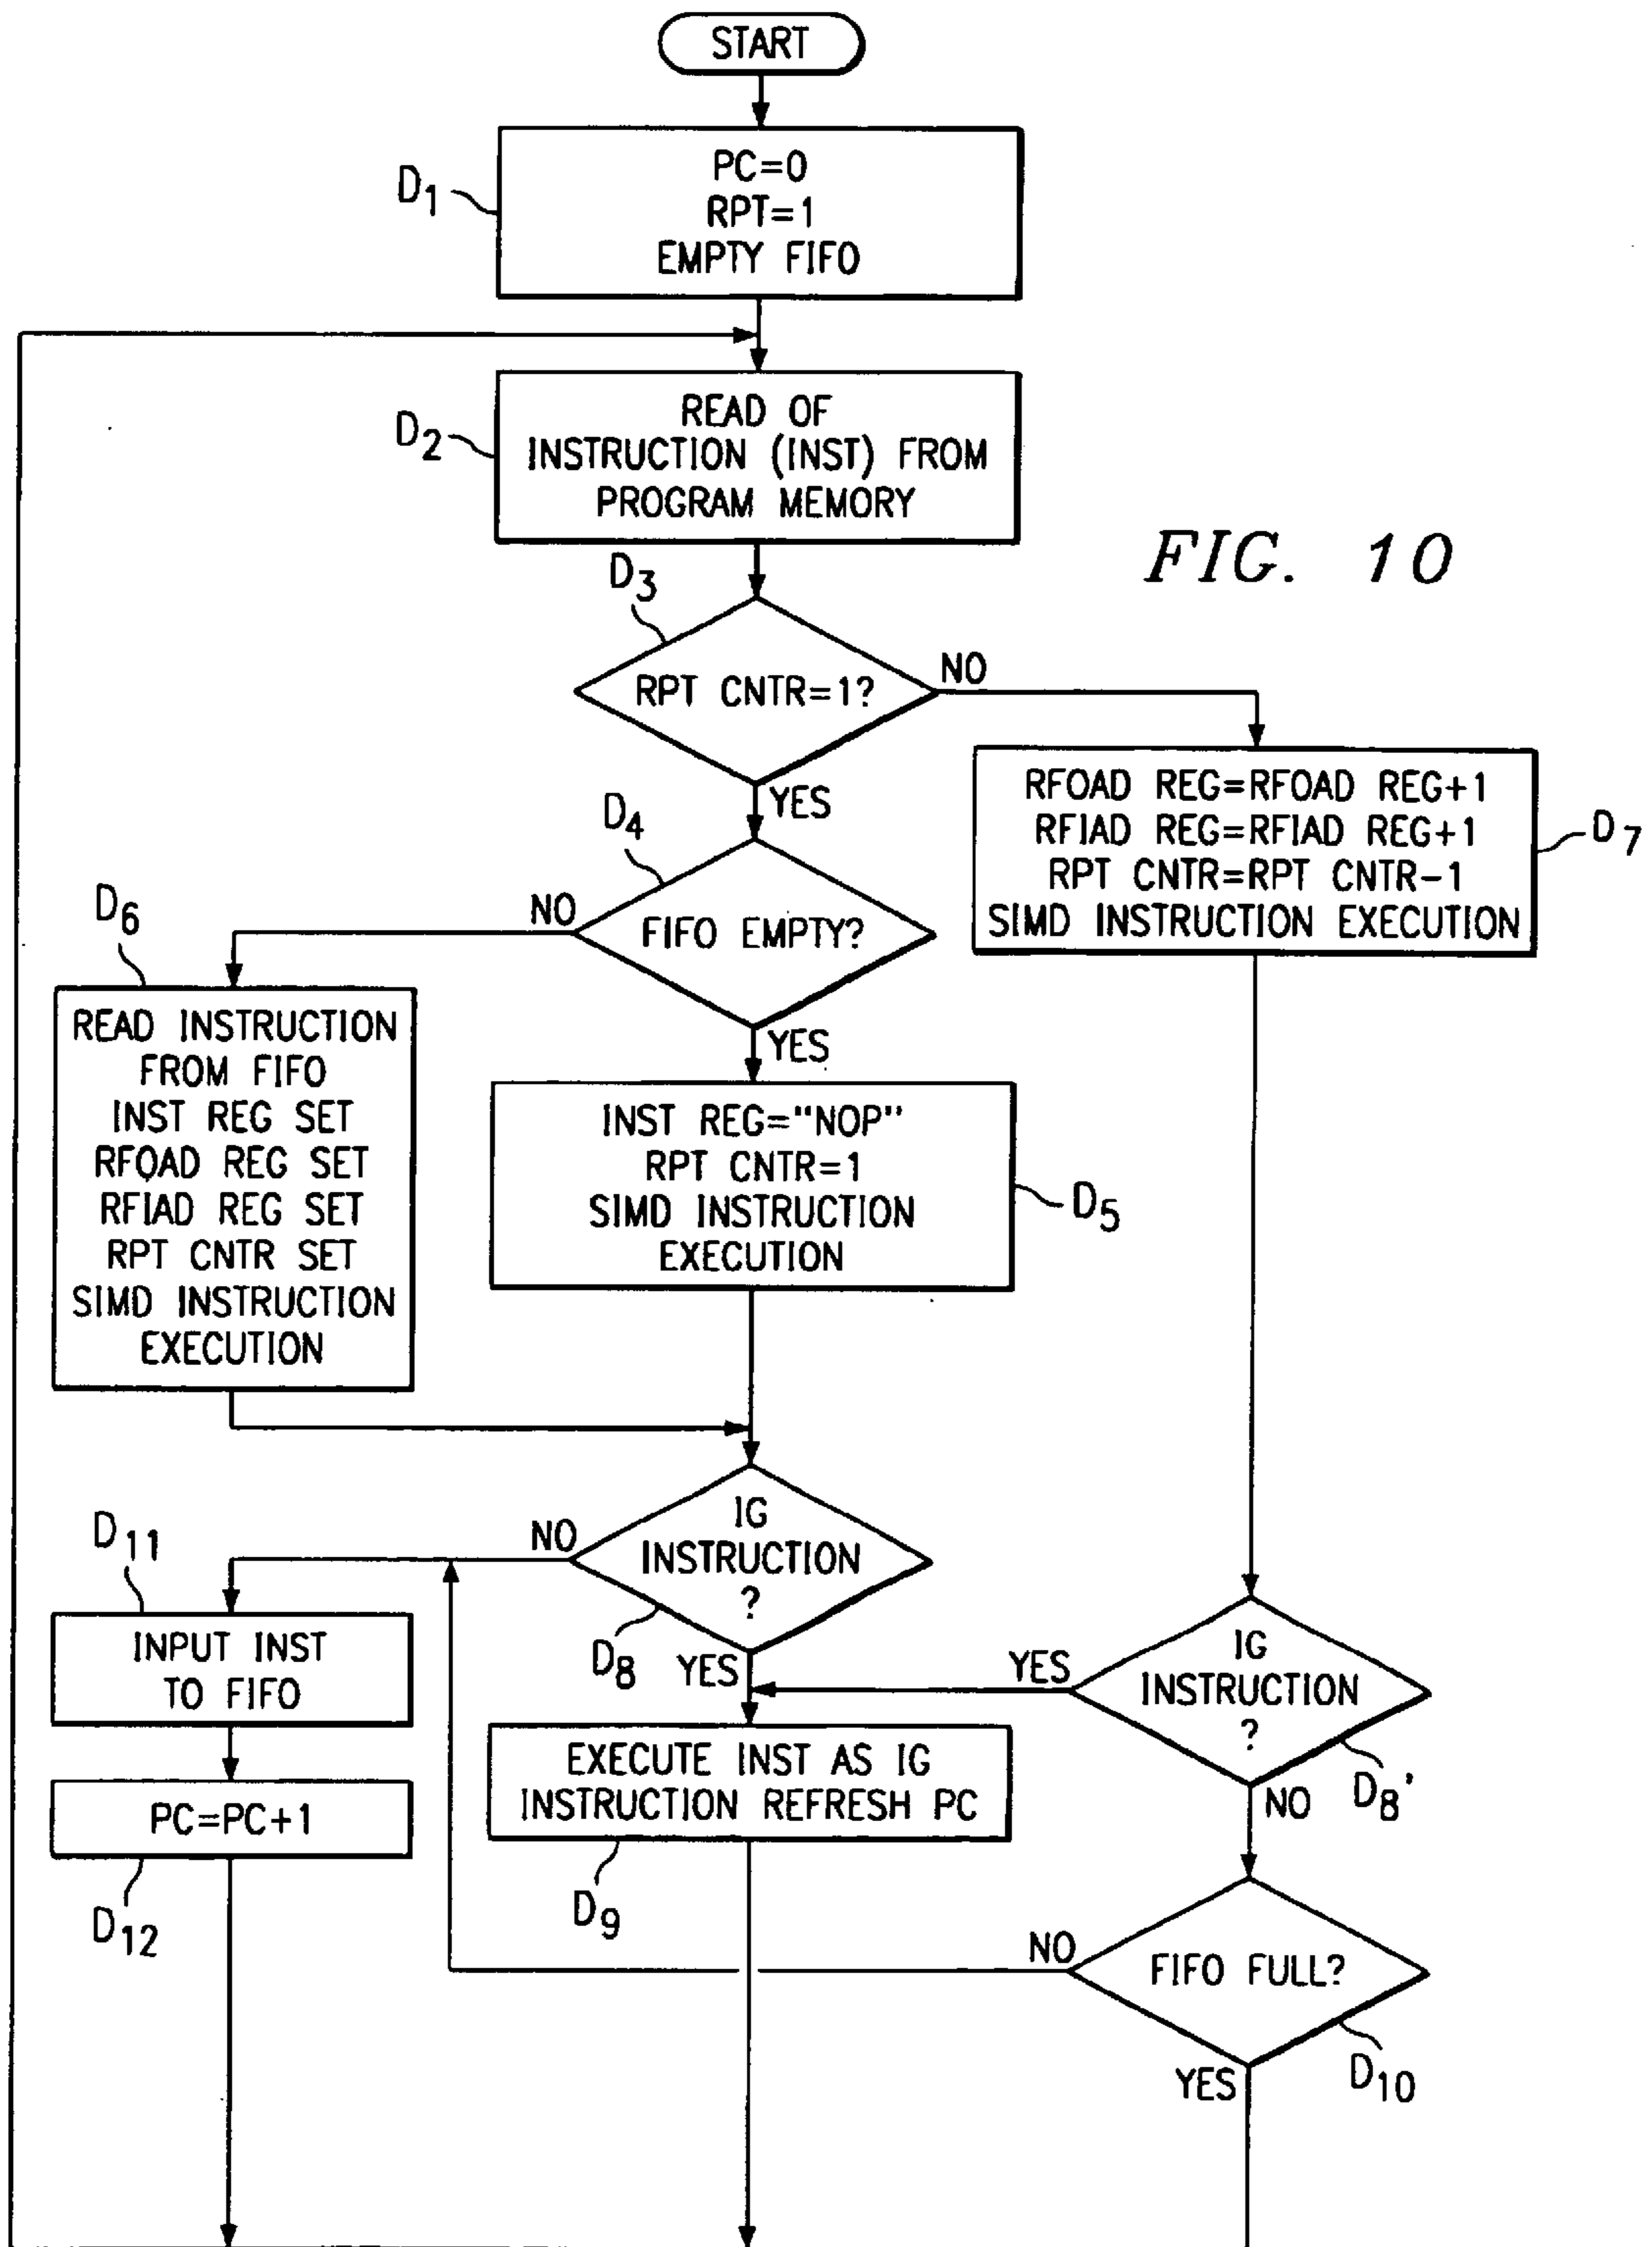 START
D1
PC=0
RPT=1
EMPTY FIFO
D2
READ OF
INSTRUCTION (INST) FROM
PROGRAM MEMORY
FIG. 10
D3
RPT CNTR=1?
NO
YES
D7
RFOAD REG=RFOAD REG+1
RFIAD REG=RFIAD REG+1
RPT CNTR=RPT CNTR-1
SIMD INSTRUCTION EXECUTION
D4
FIFO EMPTY?
NO
YES
D6
READ INSTRUCTION
FROM FIFO
INST REG SET
RFOAD REG SET
RFIAD REG SET
RPT CNTR SET
SIMD INSTRUCTION
EXECUTION
INST REG="NOP"
RPT CNTR=1
SIMD INSTRUCTION
EXECUTION
D5
IG
INSTRUCTION
?
NO
D8
YES
D11
INPUT INST
TO FIFO
PC=PC+1
D12
EXECUTE INST AS IG
INSTRUCTION REFRESH PC
D9
IG
INSTRUCTION
?
YES
D8'
NO
FIFO FULL?
NO
YES
D10